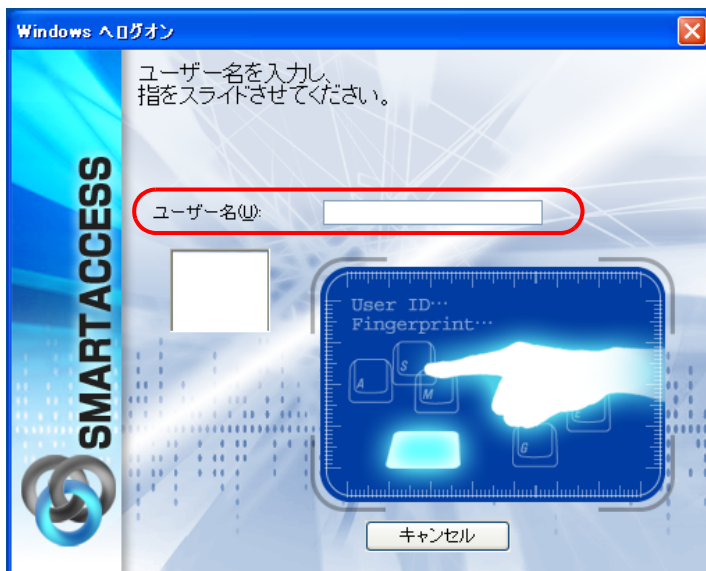 Windows へログオン
ユーザー名を入力し、
指をスライドさせてください。
SMARTACCESS
ユーザー名(U):
User ID…
Fingerprint…
S
A
M
E
G
キャンセル